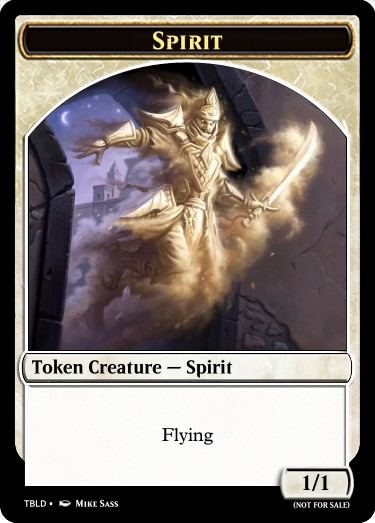 Spirit
Token Creature — Spirit
Flying
1/1
TBLD • Mike Sass
(NOT FOR SALE)